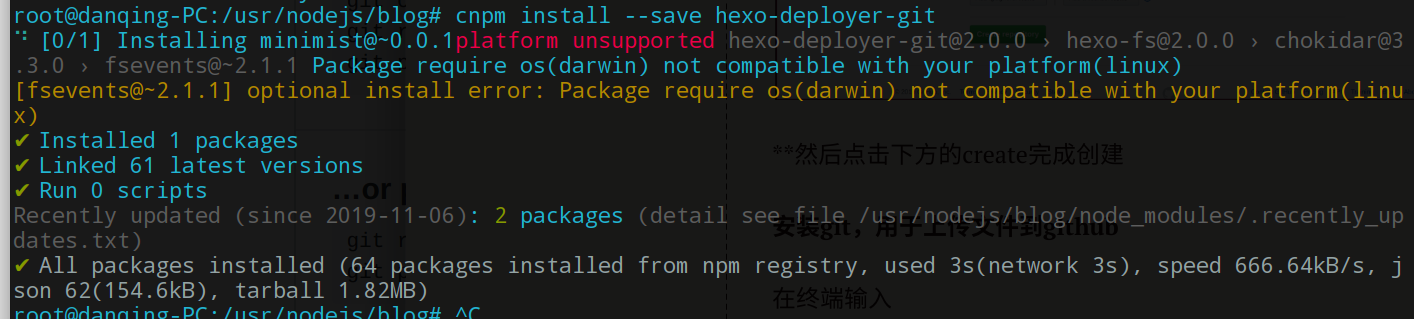 root@danqing-PC:/usr/nodejs/blog# cnpm install --save hexo-deployer-git
⠙ [0/1] Installing minimist@~0.0.1platform unsupported hexo-deployer-git@2.0.0 › hexo-fs@2.0.0 › chokidar@3
.3.0 › fsevents@~2.1.1 Package require os(darwin) not compatible with your platform(linux)
[fsevents@~2.1.1] optional install error: Package require os(darwin) not compatible with your platform(linu
x)
✔ Installed 1 packages
**然后点击下方的create完成创建
✔ Linked 61 latest versions
✔ Run 0 scripts
...or
Recently updated (since 2019-11-06): 2 packages (detail see file /usr/nodejs/blog/node_modules/.recently_up
安装git，用于上传文件到github
dates.txt)
git
✔ All packages installed (64 packages installed from npm registry, used 3s(network 3s), speed 666.64kB/s, j
son 62(154.6kB), tarball 1.82MB)
在终端输入
root@danqing-PC:/usr/nodejs/blog# ^C